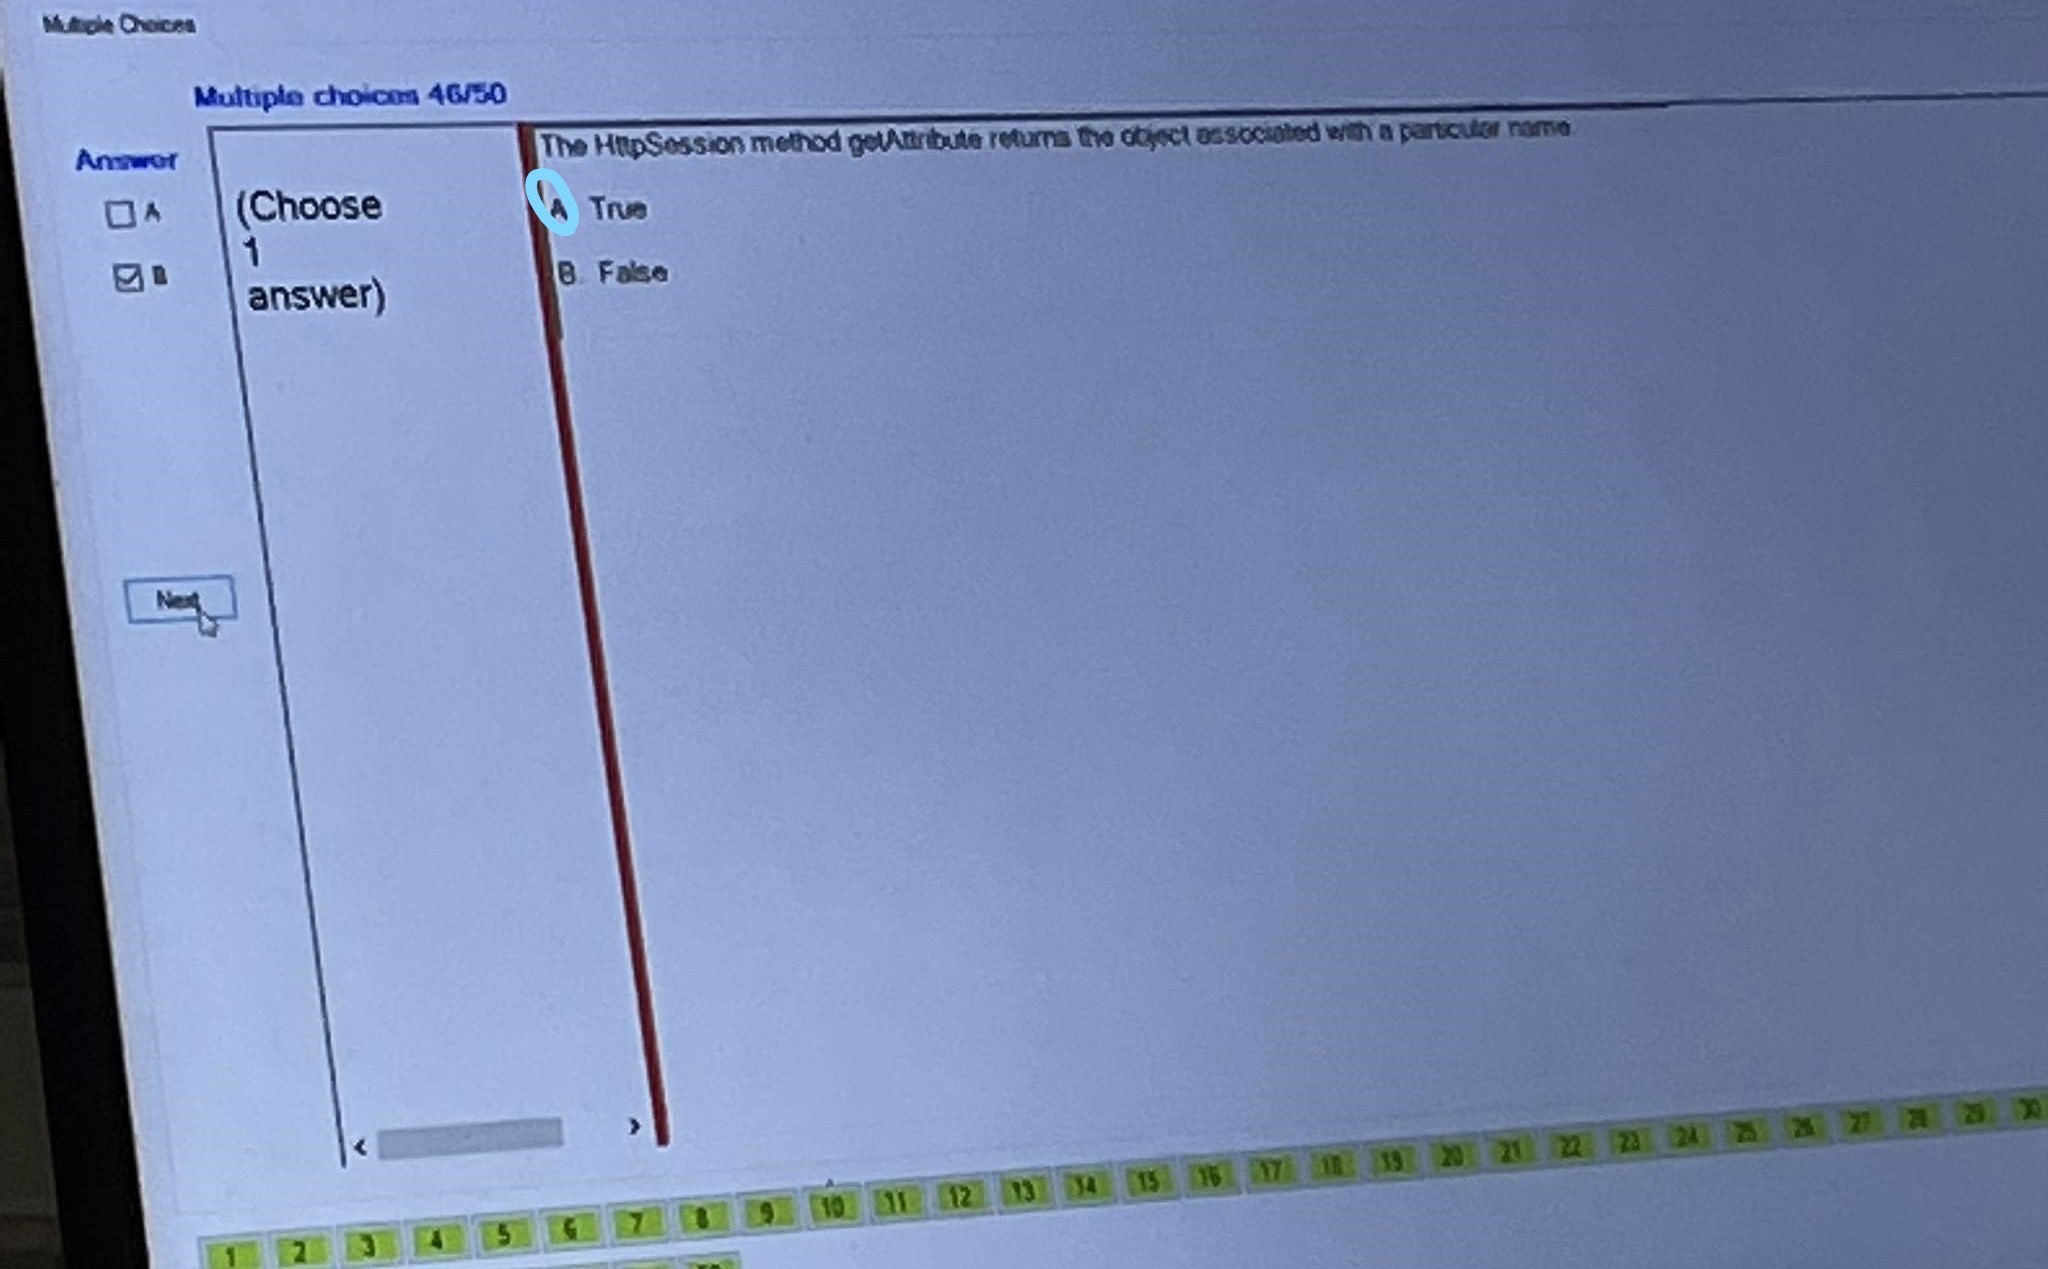 Multiple Choices
Multiple choices 46/50
Answer
A
B
(Choose
1
answer)
The HttpSession method getAttribute returns the object associated with a particular name
A. True
B. False
Next
1 2 3 4 5 6 7 8 9 10 11 12 13 14 15 16 17 18 19 20 21 22 23 24 25 26 27 28 29 30